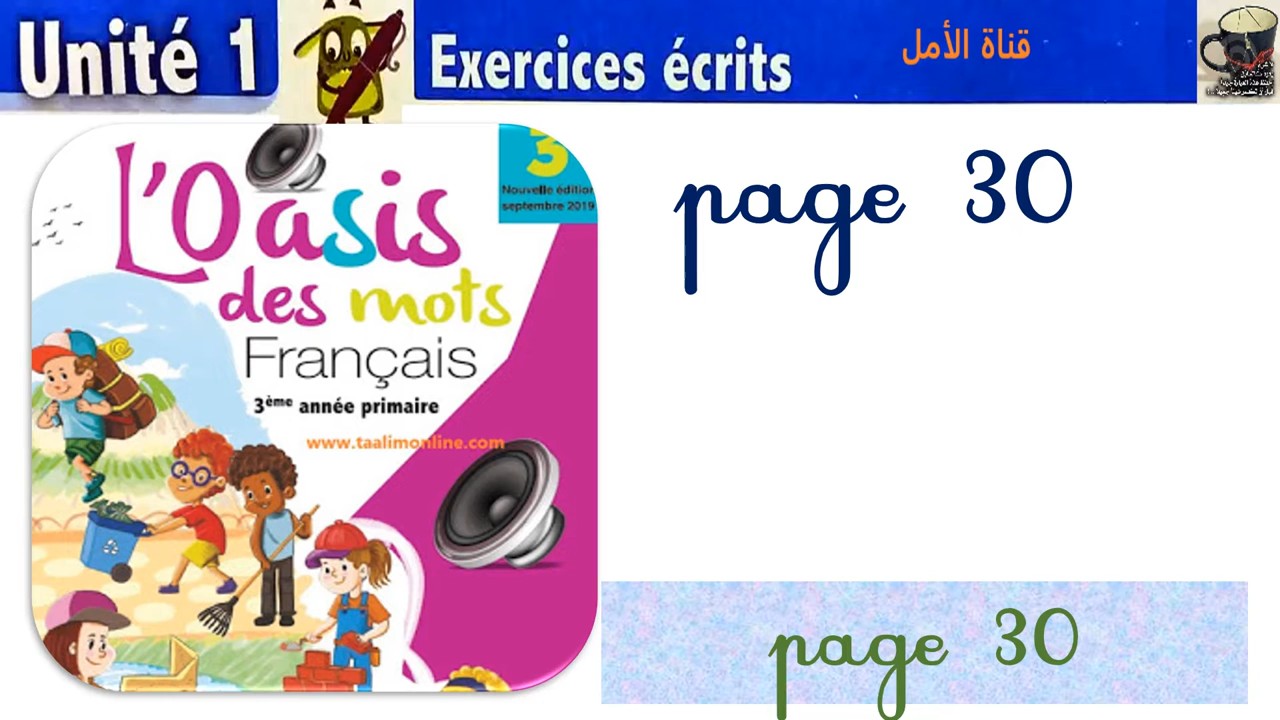 Unité 1
Exercices écrits
قناة الأمل
L'Oasis
des mots
Français
3ème année primaire
www.taalimonline.com
3
Nouvelle édition
septembre 2019
page 30
page 30